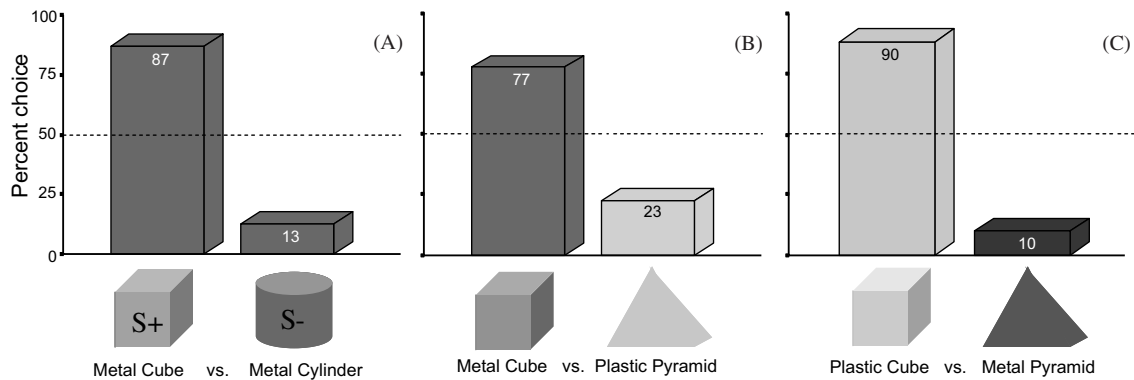 Percent choice
100
75
50
25
0
(A)
87
13
S+
S-
Metal Cube vs. Metal Cylinder
(B)
77
23
Metal Cube vs. Plastic Pyramid
(C)
90
10
Plastic Cube vs. Metal Pyramid